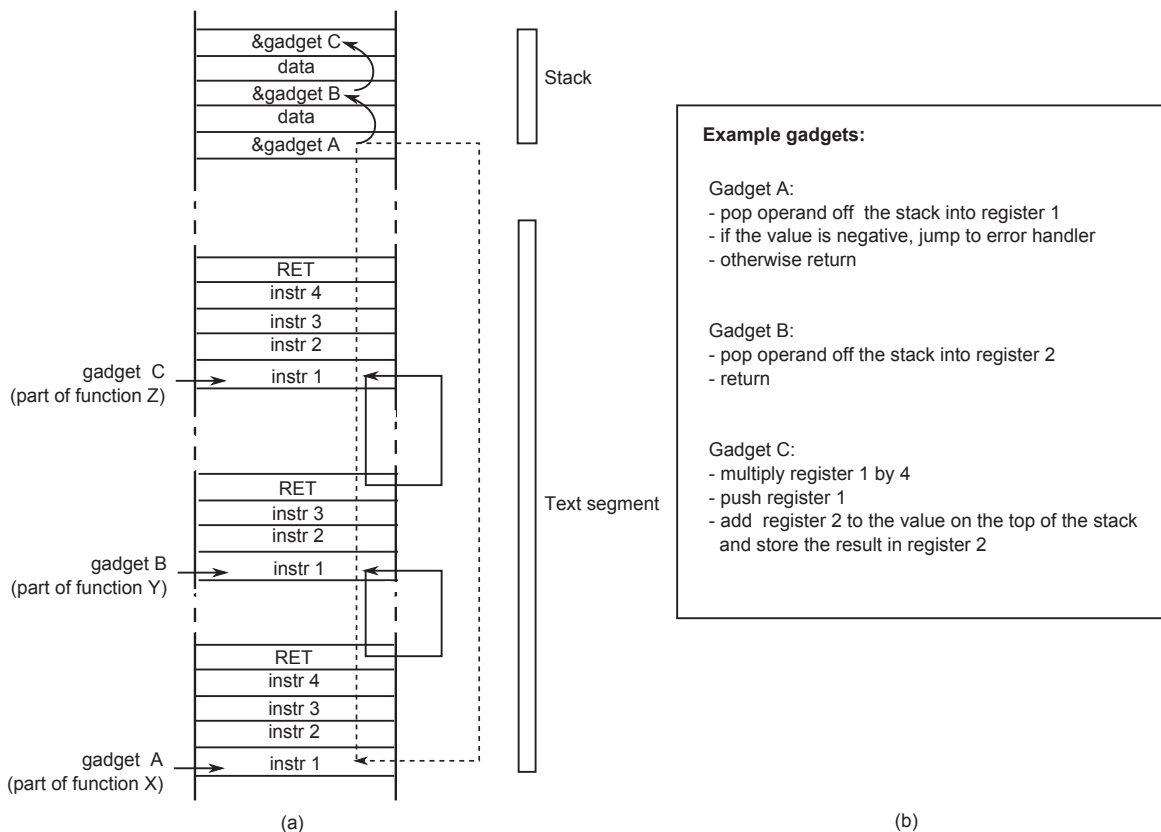 &gadget C
data
&gadget B
data
&gadget A
Stack
RET
instr 4
instr 3
instr 2
instr 1
gadget C
(part of function Z)
RET
instr 3
instr 2
instr 1
gadget B
(part of function Y)
Text segment
RET
instr 4
instr 3
instr 2
instr 1
gadget A
(part of function X)
(a)
Example gadgets:
Gadget A:
- pop operand off the stack into register 1
- if the value is negative, jump to error handler
- otherwise return
Gadget B:
- pop operand off the stack into register 2
- return
Gadget C:
- multiply register 1 by 4
- push register 1
- add register 2 to the value on the top of the stack
and store the result in register 2
(b)